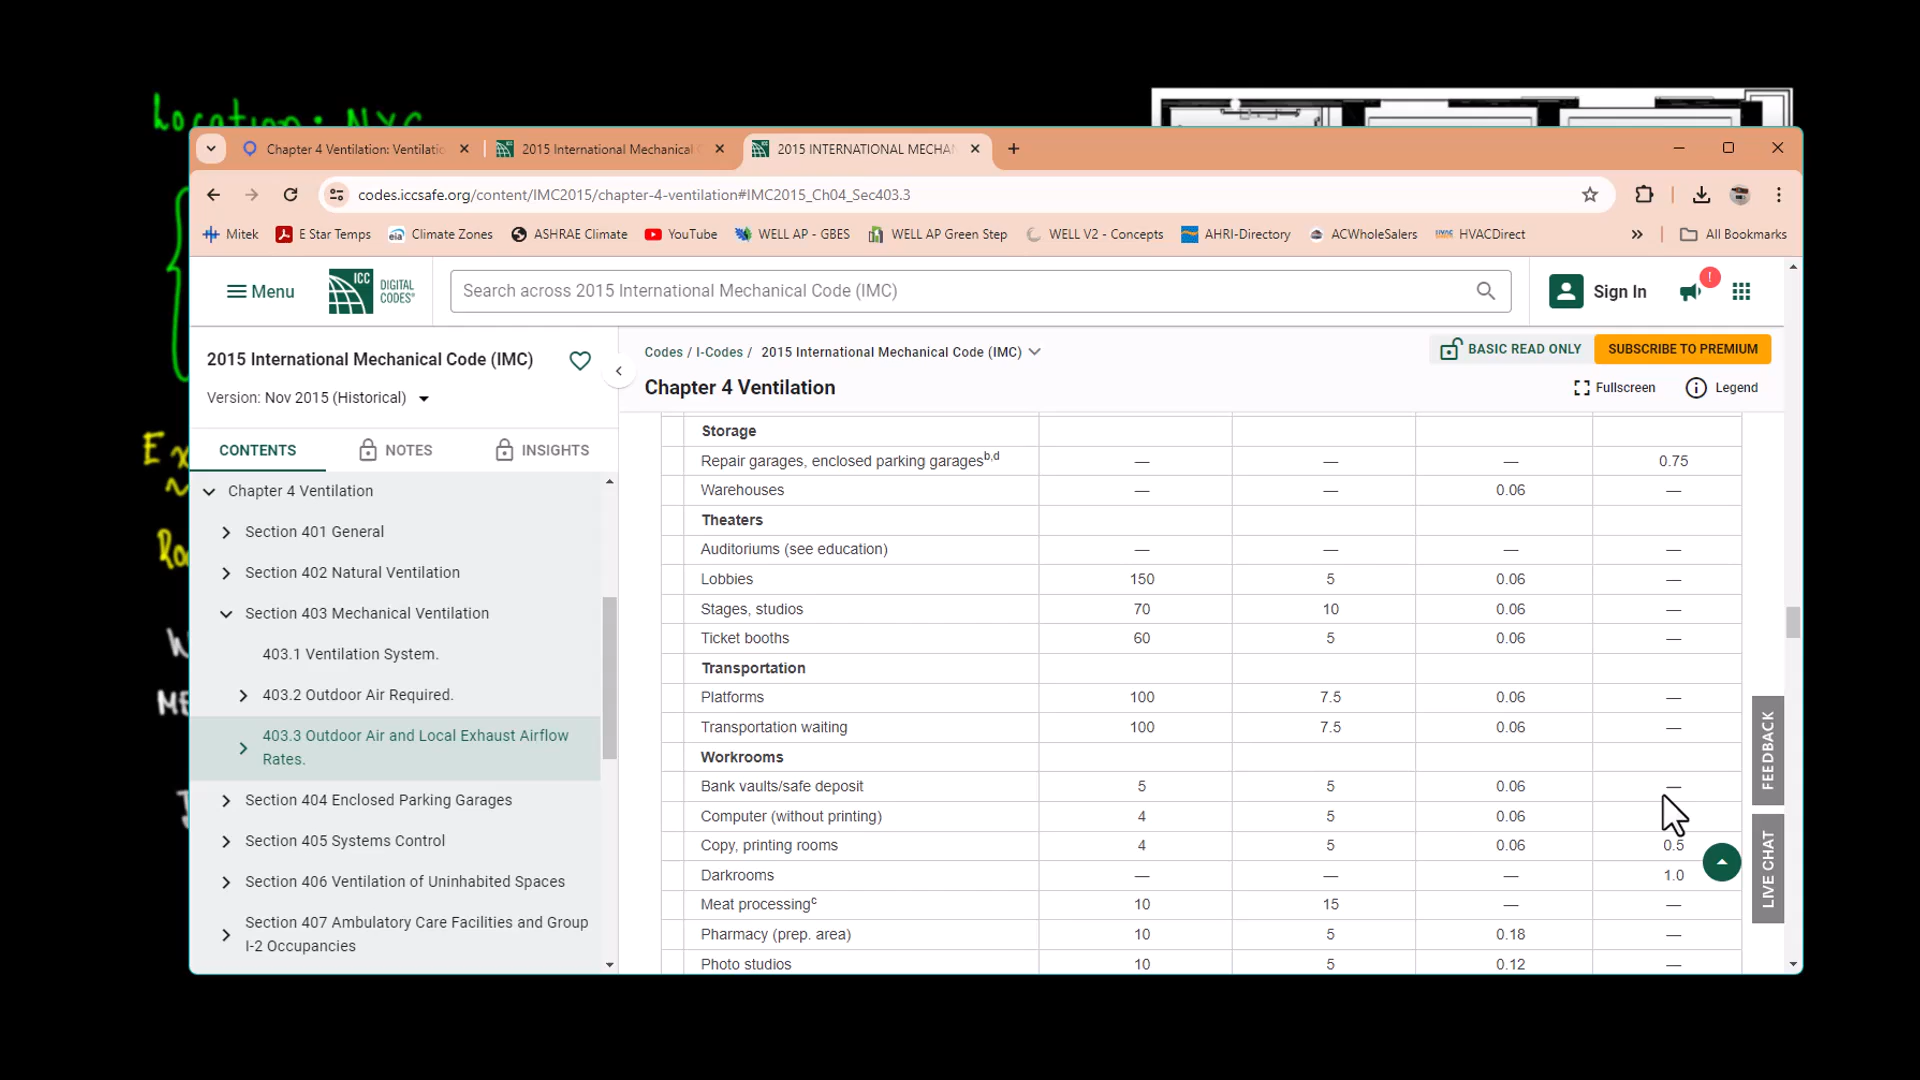 Location: NYC
Chapter 4 Ventilation: Ventilatio
2015 International Mechanical C
2015 INTERNATIONAL MECHAN
codes.iccsafe.org/content/IMC2015/chapter-4-ventilation#IMC2015_Ch04_Sec403.3
Mitek
E Star Temps
eia
Climate Zones
ASHRAE Climate
YouTube
WELL AP - GBES
WELL AP Green Step
WELL V2 - Concepts
AHRI-Directory
ACWholeSalers
HVACDirect
»
All Bookmarks
Menu
ICC DIGITAL CODES
Search across 2015 International Mechanical Code (IMC)
Sign In
!
2015 International Mechanical Code (IMC)
Version: Nov 2015 (Historical)
CONTENTS NOTES INSIGHTS
Chapter 4 Ventilation
Section 401 General
Section 402 Natural Ventilation
Section 403 Mechanical Ventilation
403.1 Ventilation System.
403.2 Outdoor Air Required.
403.3 Outdoor Air and Local Exhaust Airflow
Rates.
Section 404 Enclosed Parking Garages
Section 405 Systems Control
Section 406 Ventilation of Uninhabited Spaces
Section 407 Ambulatory Care Facilities and Group
I-2 Occupancies
Codes / I-Codes / 2015 International Mechanical Code (IMC)
BASIC READ ONLY
SUBSCRIBE TO PREMIUM
Chapter 4 Ventilation
Fullscreen
Legend
Storage
Repair garages, enclosed parking garages b,d — — — 0.75
Warehouses — — 0.06 —
Theaters
Auditoriums (see education) — — — —
Lobbies 150 5 0.06 —
Stages, studios 70 10 0.06 —
Ticket booths 60 5 0.06 —
Transportation
Platforms 100 7.5 0.06 —
Transportation waiting 100 7.5 0.06 —
Workrooms
Bank vaults/safe deposit 5 5 0.06 —
Computer (without printing) 4 5 0.06
Copy, printing rooms 4 5 0.06 0.5
Darkrooms — — — 1.0
Meat processing c 10 15 — —
Pharmacy (prep. area) 10 5 0.18 —
Photo studios 10 5 0.12 —
FEEDBACK
LIVE CHAT